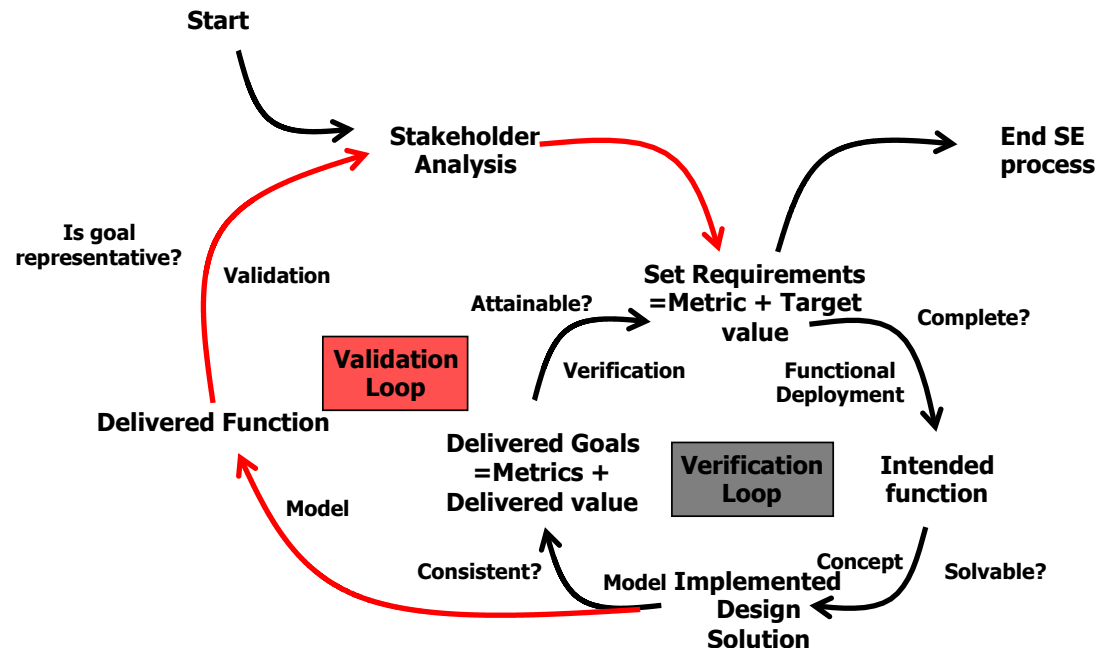 Start
Stakeholder
Analysis
End SE
process
Is goal
representative?
Validation
Set Requirements
=Metric + Target
value
Attainable?
Complete?
Validation
Loop
Verification
Functional
Deployment
Delivered Function
Delivered Goals
=Metrics +
Delivered value
Verification
Loop
Intended
function
Model
Consistent?
Model
Concept
Solvable?
Implemented
Design
Solution